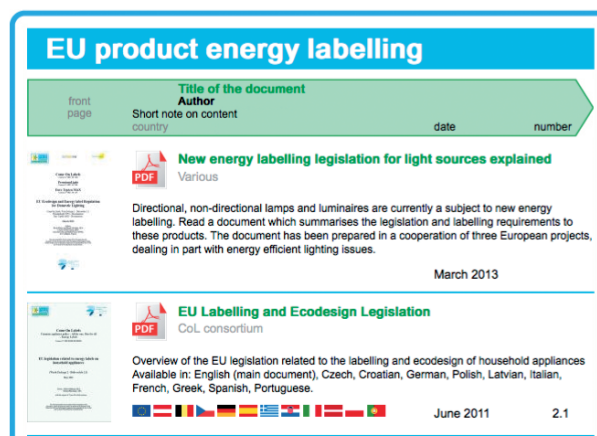 EU product energy labelling
Title of the document
front
page
Author
Short note on content
country
date
number
PDF
New energy labelling legislation for light sources explained
Various
Directional, non-directional lamps and luminaires are currently a subject to new energy
labelling. Read a document which summarises the legislation and labelling requirements to
these products. The document has been prepared in a cooperation of three European projects,
dealing in part with energy efficient lighting issues.
March 2013
PDF
EU Labelling and Ecodesign Legislation
CoL consortium
Overview of the EU legislation related to the labelling and ecodesign of household appliances
Available in: English (main document), Czech, Croatian, German, Polish, Latvian, Italian,
French, Greek, Spanish, Portuguese.
June 2011
2.1